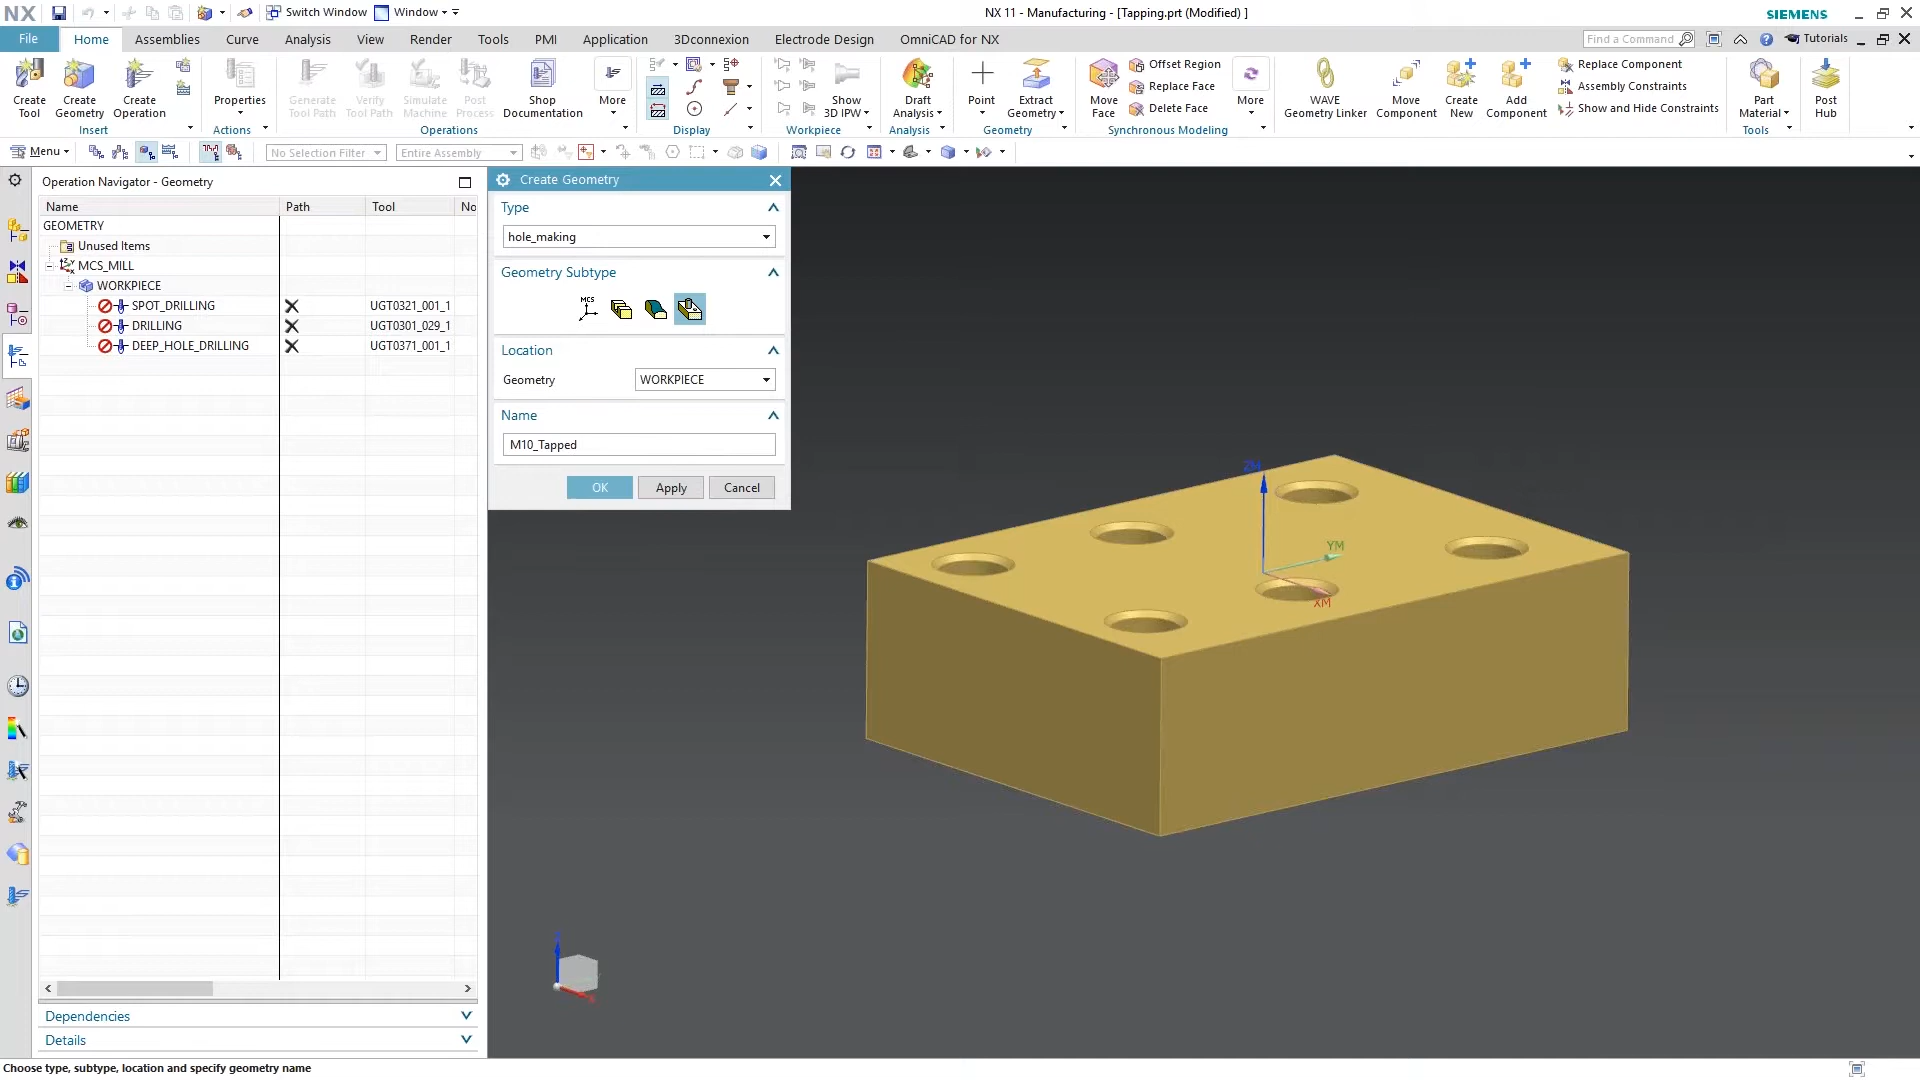 NX Switch Window Window NX 11 - Manufacturing - [Tapping.prt (Modified) ] SIEMENS
File Home Assemblies Curve Analysis View Render Tools PMI Application 3Dconnexion Electrode Design OmniCAD for NX Find a Command Tutorials
Create Tool
Create Geometry
Create Operation
Insert
Properties
Actions
Generate Tool Path
Verify Tool Path
Simulate Machine
Post Process
Shop Documentation
More
Operations
Display
Show 3D IPW
Workpiece
Draft Analysis
Analysis
Point
Extract Geometry
Geometry
Move Face
Offset Region
Replace Face
Delete Face
More
Synchronous Modeling
WAVE Geometry Linker
Move Component
Create New
Add Component
Replace Component
Assembly Constraints
Show and Hide Constraints
Part Material
Tools
Post Hub
Menu No Selection Filter Entire Assembly
Operation Navigator - Geometry
Name Path Tool No
GEOMETRY
Unused Items
MCS_MILL
WORKPIECE
SPOT_DRILLING UGT0321_001_1
DRILLING UGT0301_029_1
DEEP_HOLE_DRILLING UGT0371_001_1
Dependencies
Details
Create Geometry
Type
hole_making
Geometry Subtype
MCS
Location
Geometry WORKPIECE
Name
M10_Tapped
OK Apply Cancel
ZM
YM
XM
Choose type, subtype, location and specify geometry name